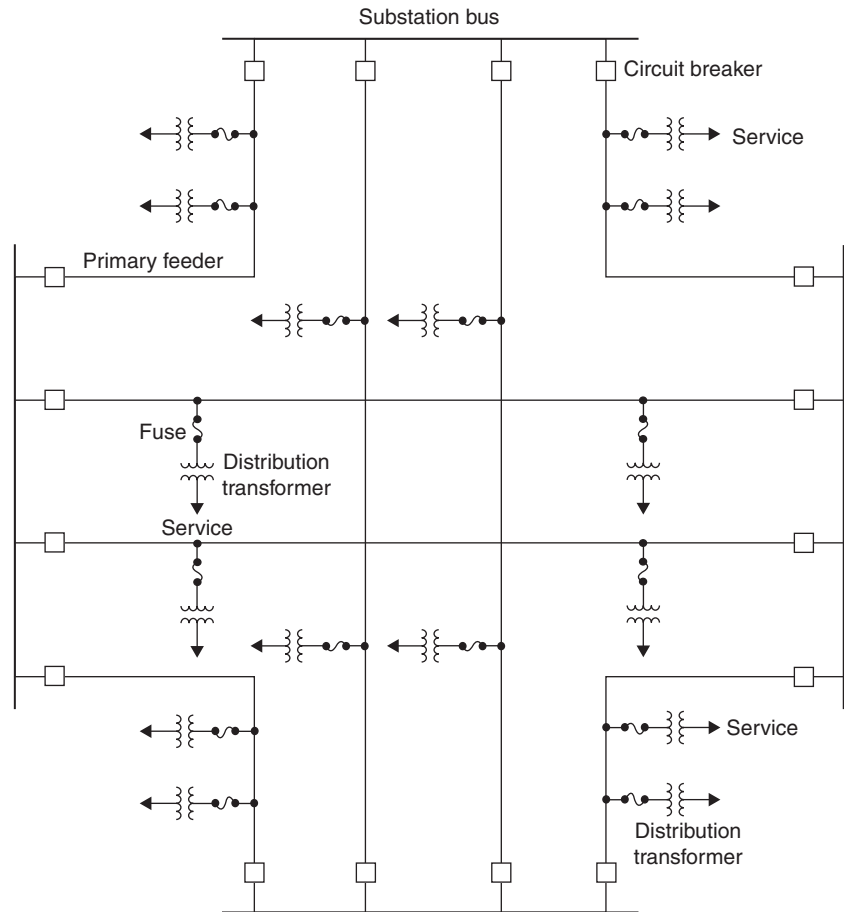 Substation bus
Circuit breaker
Service
Primary feeder
Fuse
Distribution
transformer
Service
Service
Distribution
transformer